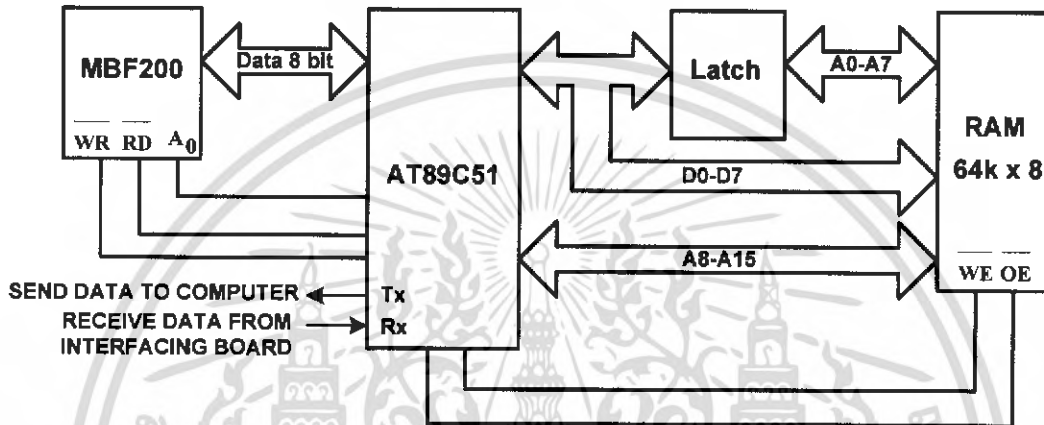 MBF200
WR RD A0
Data 8 bit
AT89C51
Tx
Rx
SEND DATA TO COMPUTER
RECEIVE DATA FROM
INTERFACING BOARD
Latch
A0-A7
D0-D7
A8-A15
RAM
64k x 8
WE OE